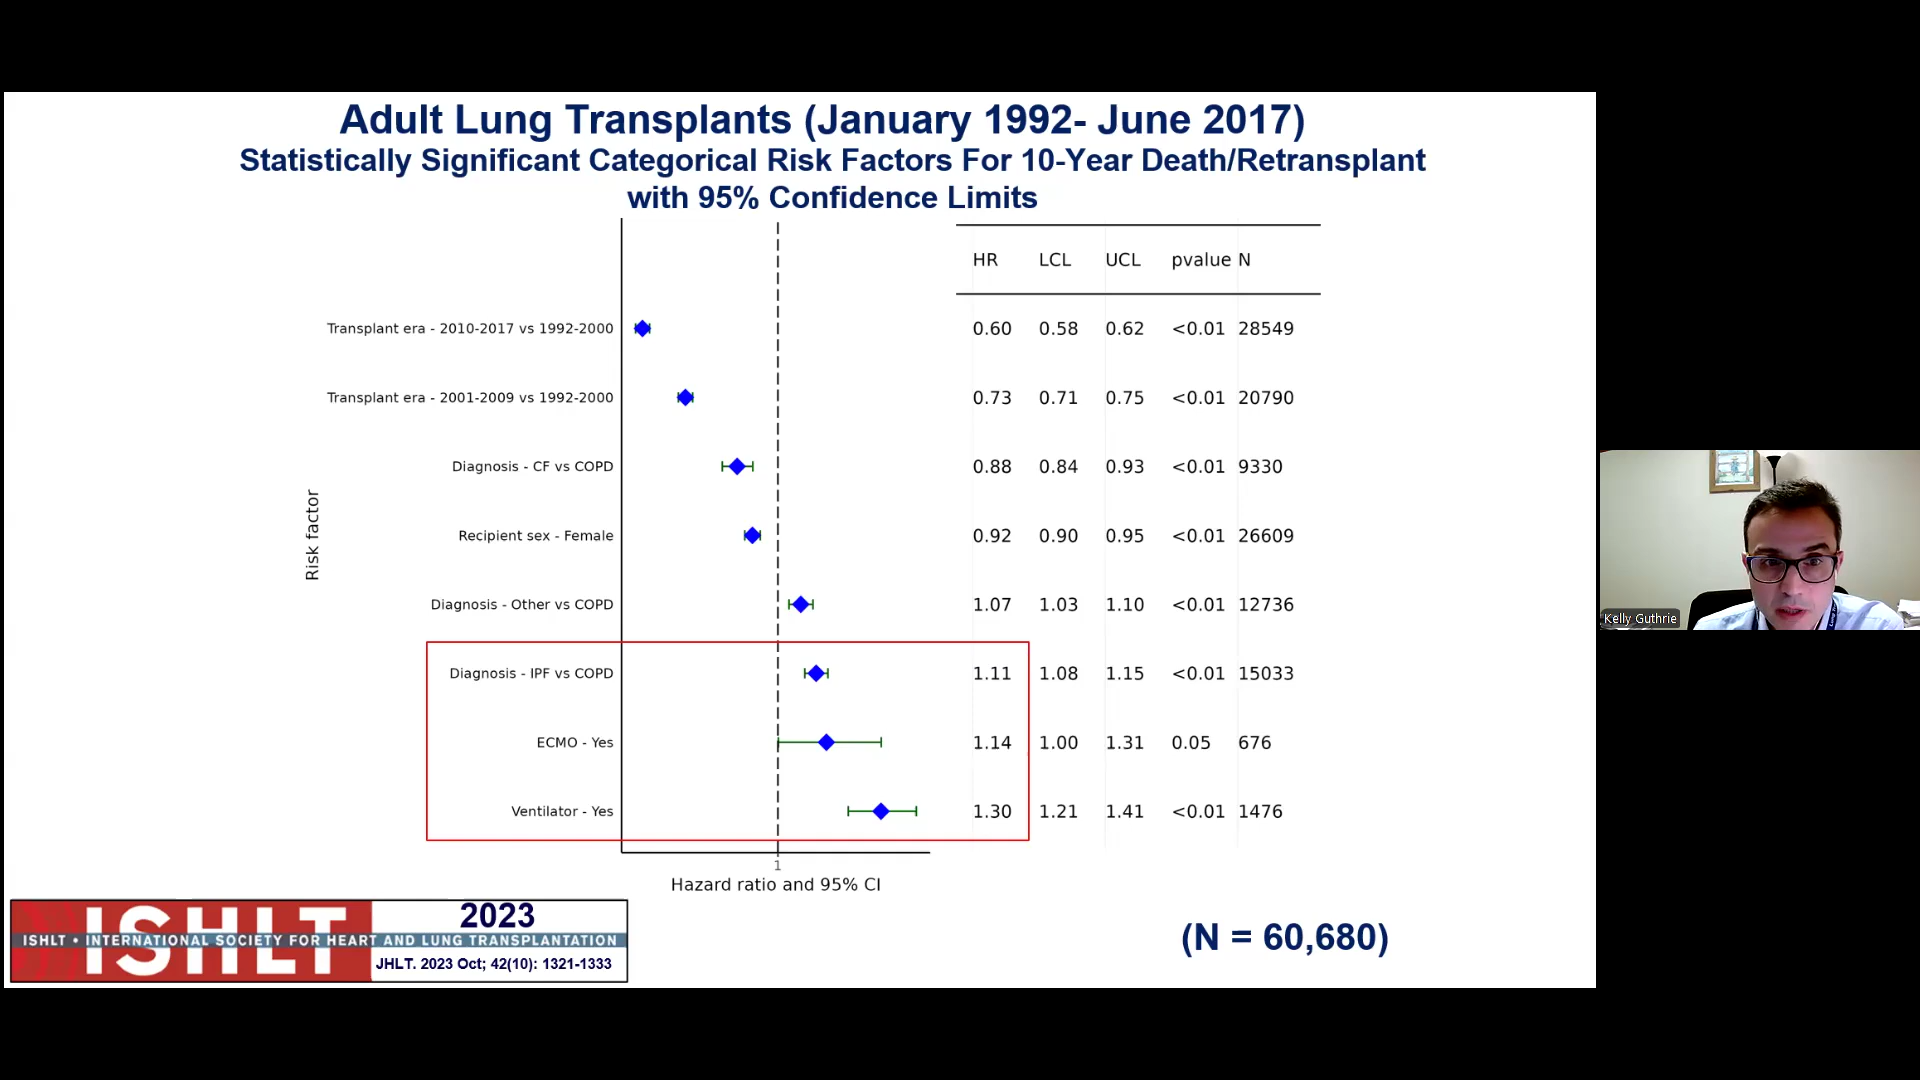 Adult Lung Transplants (January 1992- June 2017)
Statistically Significant Categorical Risk Factors For 10-Year Death/Retransplant
with 95% Confidence Limits
HR LCL UCL pvalue N
Transplant era - 2010-2017 vs 1992-2000 0.60 0.58 0.62 <0.01 28549
Transplant era - 2001-2009 vs 1992-2000 0.73 0.71 0.75 <0.01 20790
Diagnosis - CF vs COPD 0.88 0.84 0.93 <0.01 9330
Recipient sex - Female 0.92 0.90 0.95 <0.01 26609
Diagnosis - Other vs COPD 1.07 1.03 1.10 <0.01 12736
Diagnosis - IPF vs COPD 1.11 1.08 1.15 <0.01 15033
ECMO - Yes 1.14 1.00 1.31 0.05 676
Ventilator - Yes 1.30 1.21 1.41 <0.01 1476
Risk factor
1
Hazard ratio and 95% CI
ISHLT
2023
ISHLT • INTERNATIONAL SOCIETY FOR HEART AND LUNG TRANSPLANTATION
JHLT. 2023 Oct; 42(10): 1321-1333
(N = 60,680)
Kelly Guthrie